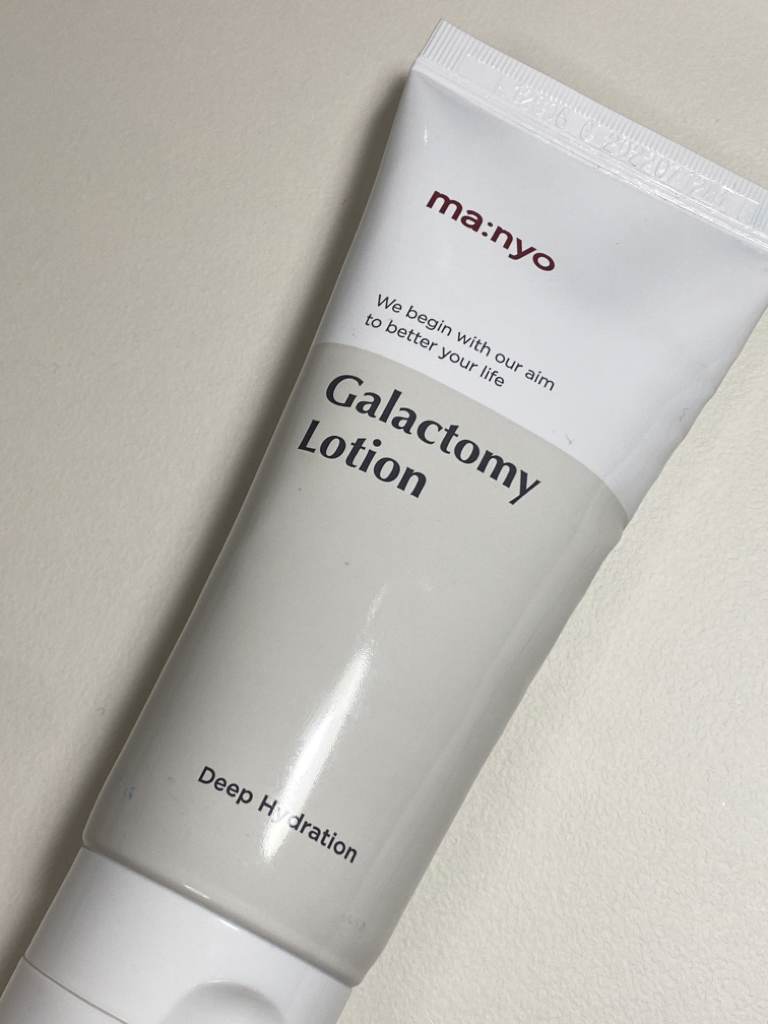 ma:nyo
We begin with our aim
to better your life
Galactomy
Lotion
Deep Hydration